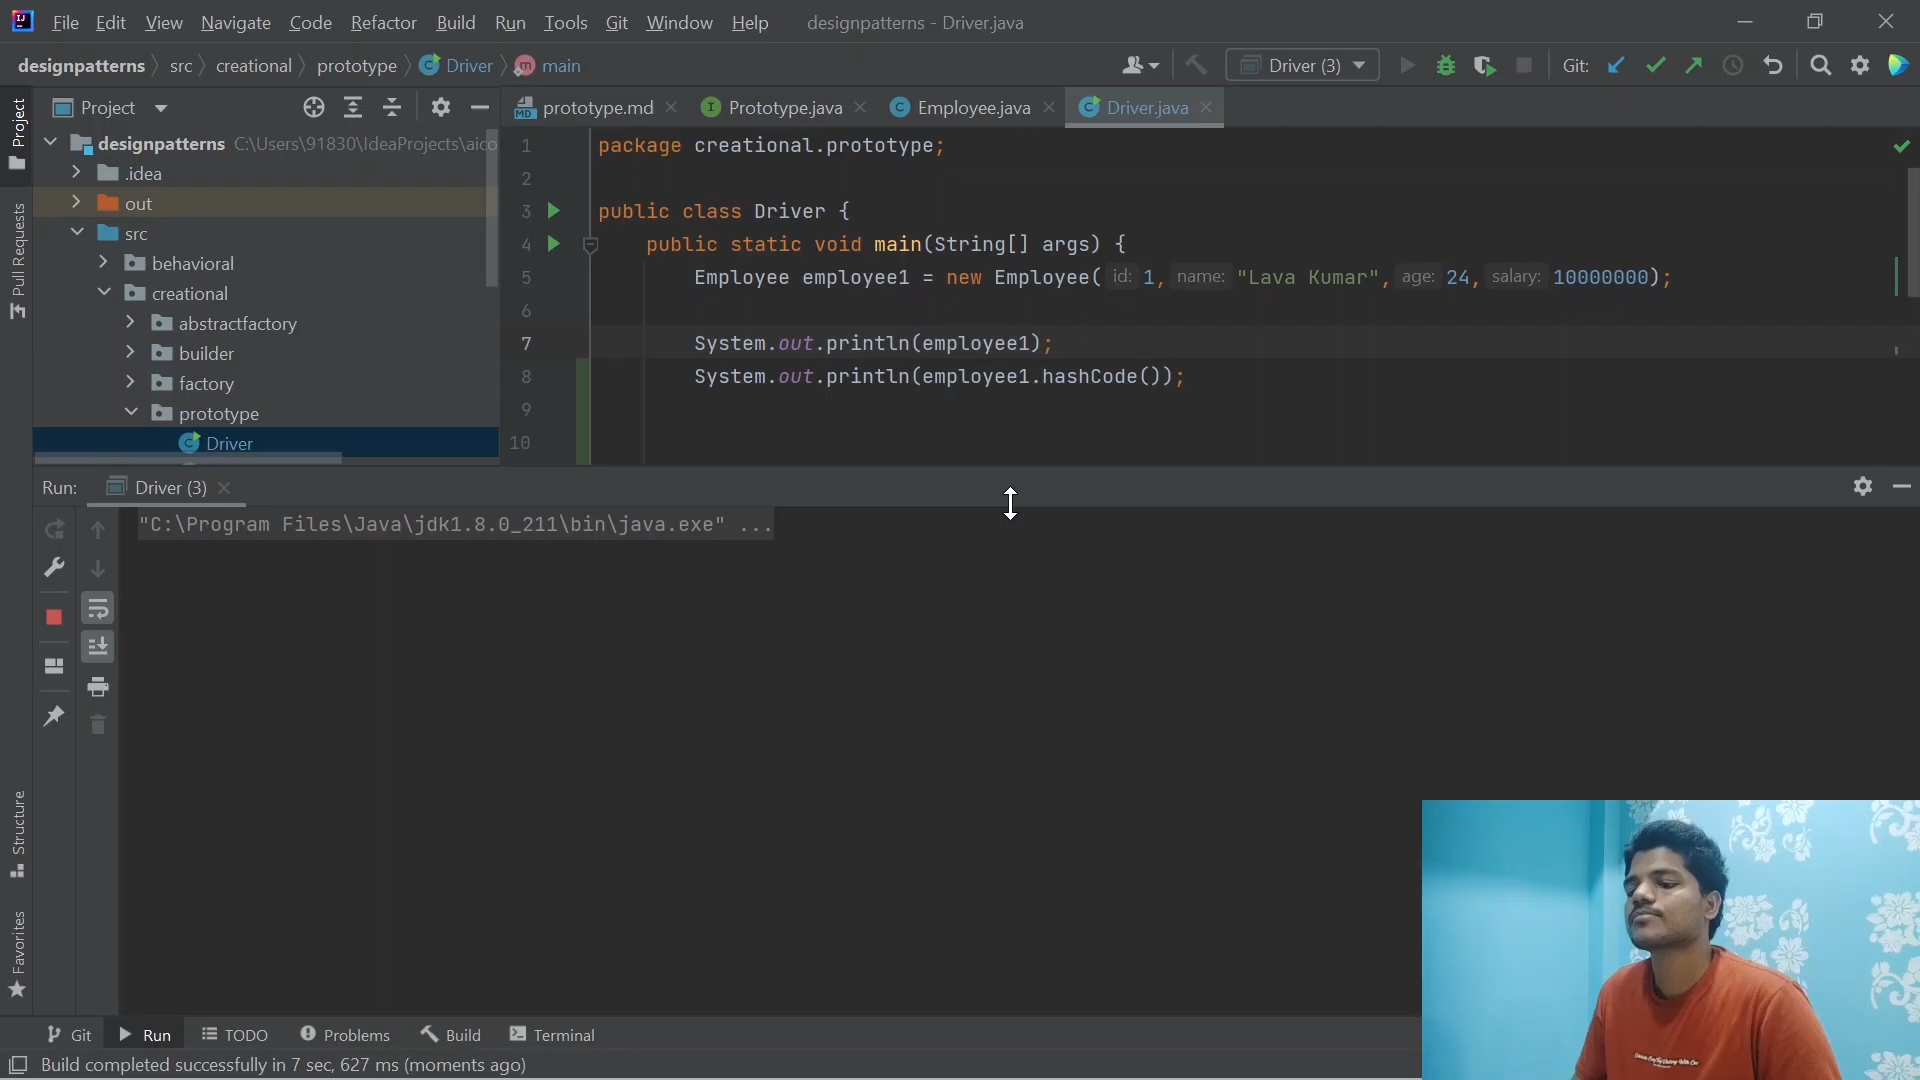 File Edit View Navigate Code Refactor Build Run Tools Git Window Help designpatterns - Driver.java
designpatterns src creational prototype Driver main Driver (3) Git:
Project
prototype.md Prototype.java Employee.java Driver.java
Project
Pull Requests
Structure
Favorites
designpatterns C:\Users\91830\IdeaProjects\aico
.idea
out
src
behavioral
creational
abstractfactory
builder
factory
prototype
Driver
1 package creational.prototype;
2
3 public class Driver {
4 public static void main(String[] args) {
5 Employee employee1 = new Employee( id: 1, name: "Lava Kumar", age: 24, salary: 10000000);
6
7 System.out.println(employee1);
8 System.out.println(employee1.hashCode());
9
10
Run: Driver (3)
"C:\Program Files\Java\jdk1.8.0_211\bin\java.exe" ...
Git Run TODO Problems Build Terminal
Build completed successfully in 7 sec, 627 ms (moments ago)